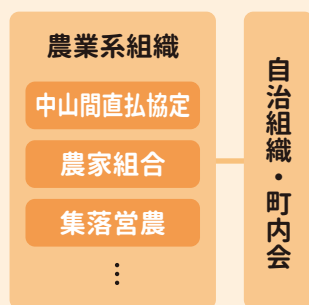 農業系組織
中山間直払協定
農家組合
集落営農
⋮
自治組織・町内会